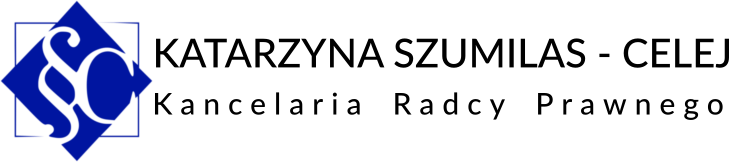 §C
KATARZYNA SZUMILAS - CELEJ
Kancelaria Radcy Prawnego